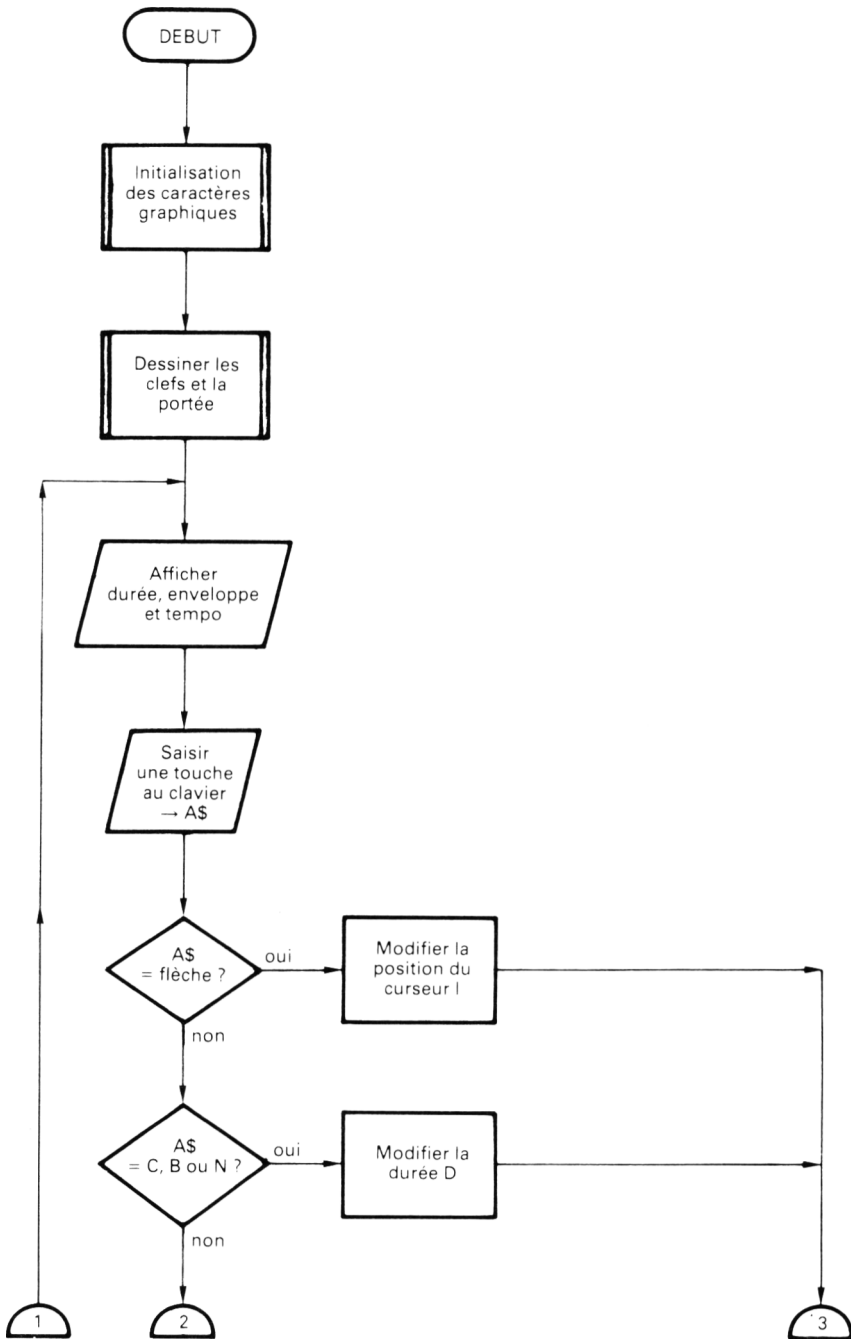 DEBUT
Initialisation
des caractères
graphiques
Dessiner les
clefs et la
portée
Afficher
durée, enveloppe
et tempo
Saisir
une touche
au clavier
→ A$
A$
= flèche ?
oui
Modifier la
position du
curseur I
non
A$
= C, B ou N ?
oui
Modifier la
durée D
non
1
2
3